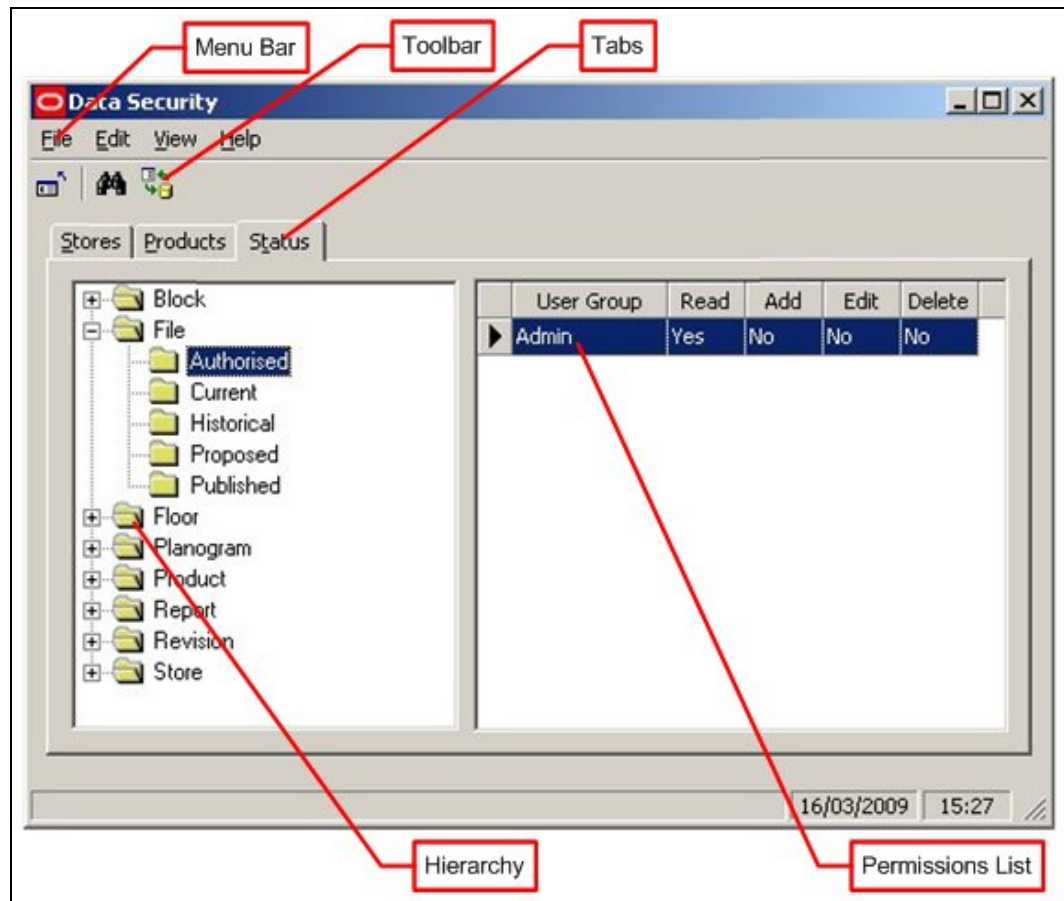 Menu Bar
Toolbar
Tabs
Data Security
File Edit View Help
Stores Products Status
Block
File
Authorised
Current
Historical
Proposed
Published
Floor
Planogram
Product
Report
Revision
Store
User Group Read Add Edit Delete
Admin Yes No No No
16/03/2009 15:27
Hierarchy
Permissions List